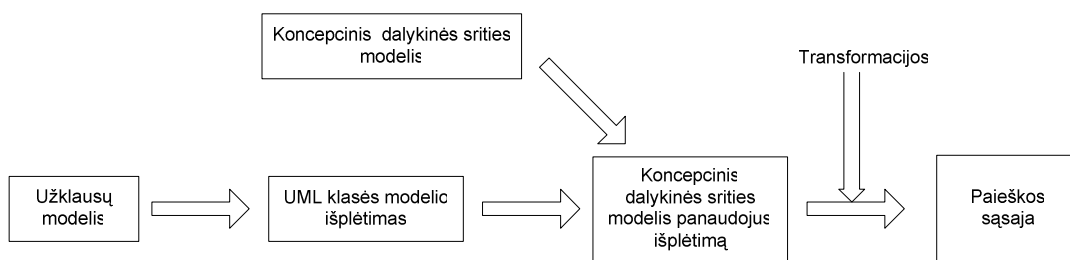 Koncepcinis dalykinės srities
modelis
Transformacijos
Užklausų
modelis
UML klasės modelio
išplėtimas
Koncepcinis
dalykinės srities
modelis panaudojus
išplėtimą
Paieškos
sąsaja